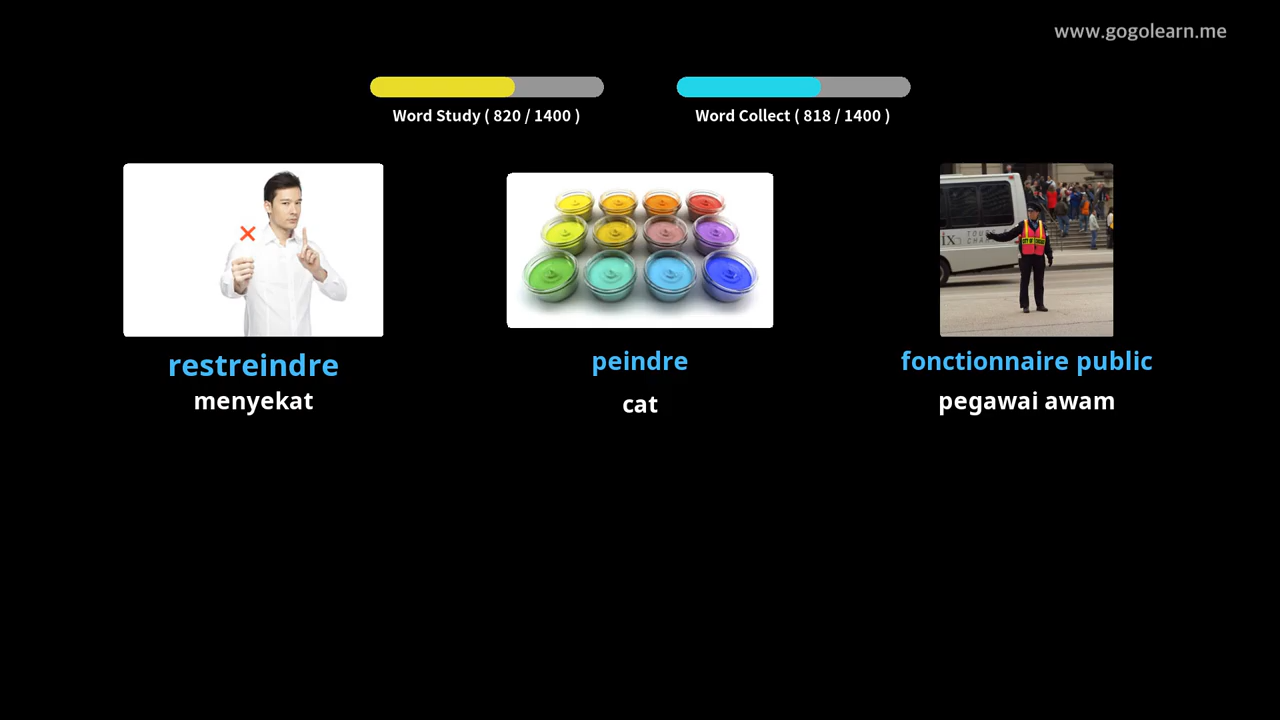 www.gogolearn.me
Word Study ( 820 / 1400 )
Word Collect ( 818 / 1400 )
restreindre
menyekat
peindre
cat
fonctionnaire public
pegawai awam